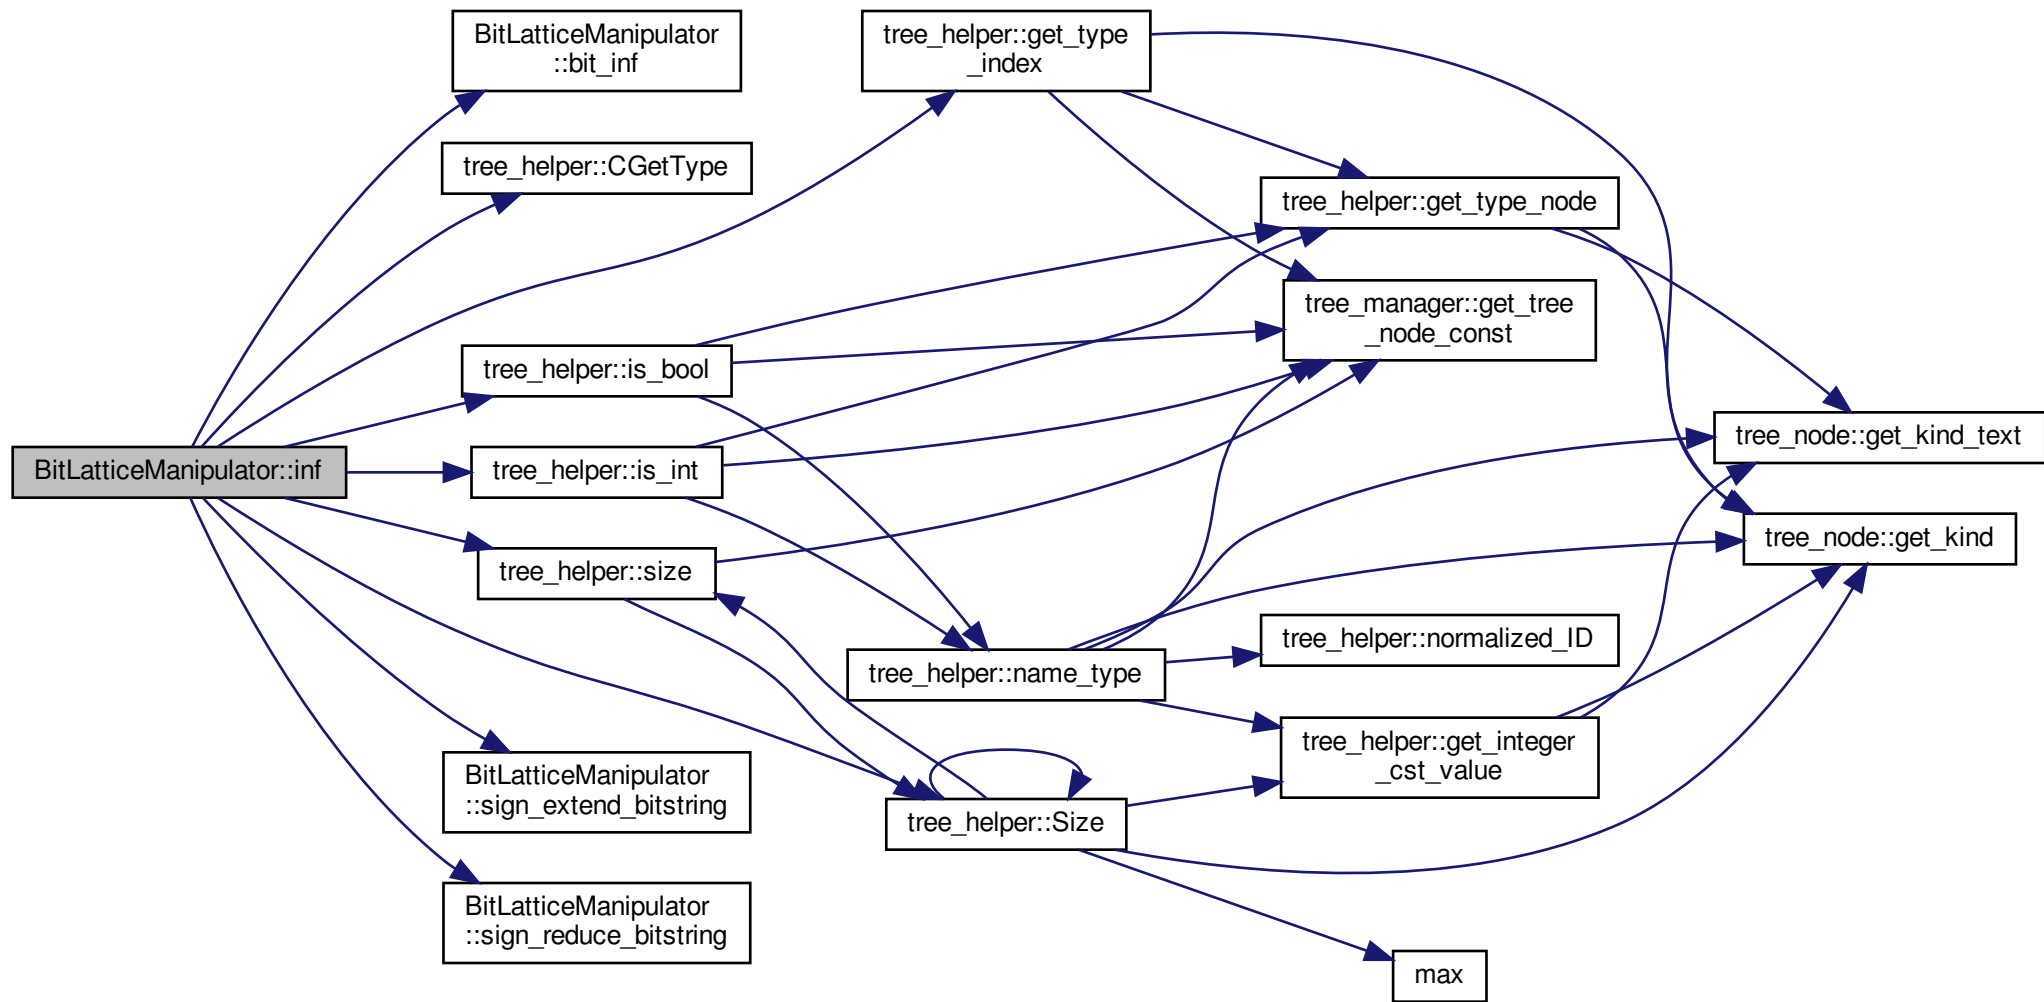 BitLatticeManipulator::inf
BitLatticeManipulator
::bit_inf
tree_helper::CGetType
tree_helper::get_type
_index
tree_helper::is_bool
tree_helper::is_int
tree_helper::size
BitLatticeManipulator
::sign_extend_bitstring
BitLatticeManipulator
::sign_reduce_bitstring
tree_helper::name_type
tree_helper::Size
tree_helper::get_type_node
tree_manager::get_tree
_node_const
tree_helper::normalized_ID
tree_helper::get_integer
_cst_value
max
tree_node::get_kind_text
tree_node::get_kind